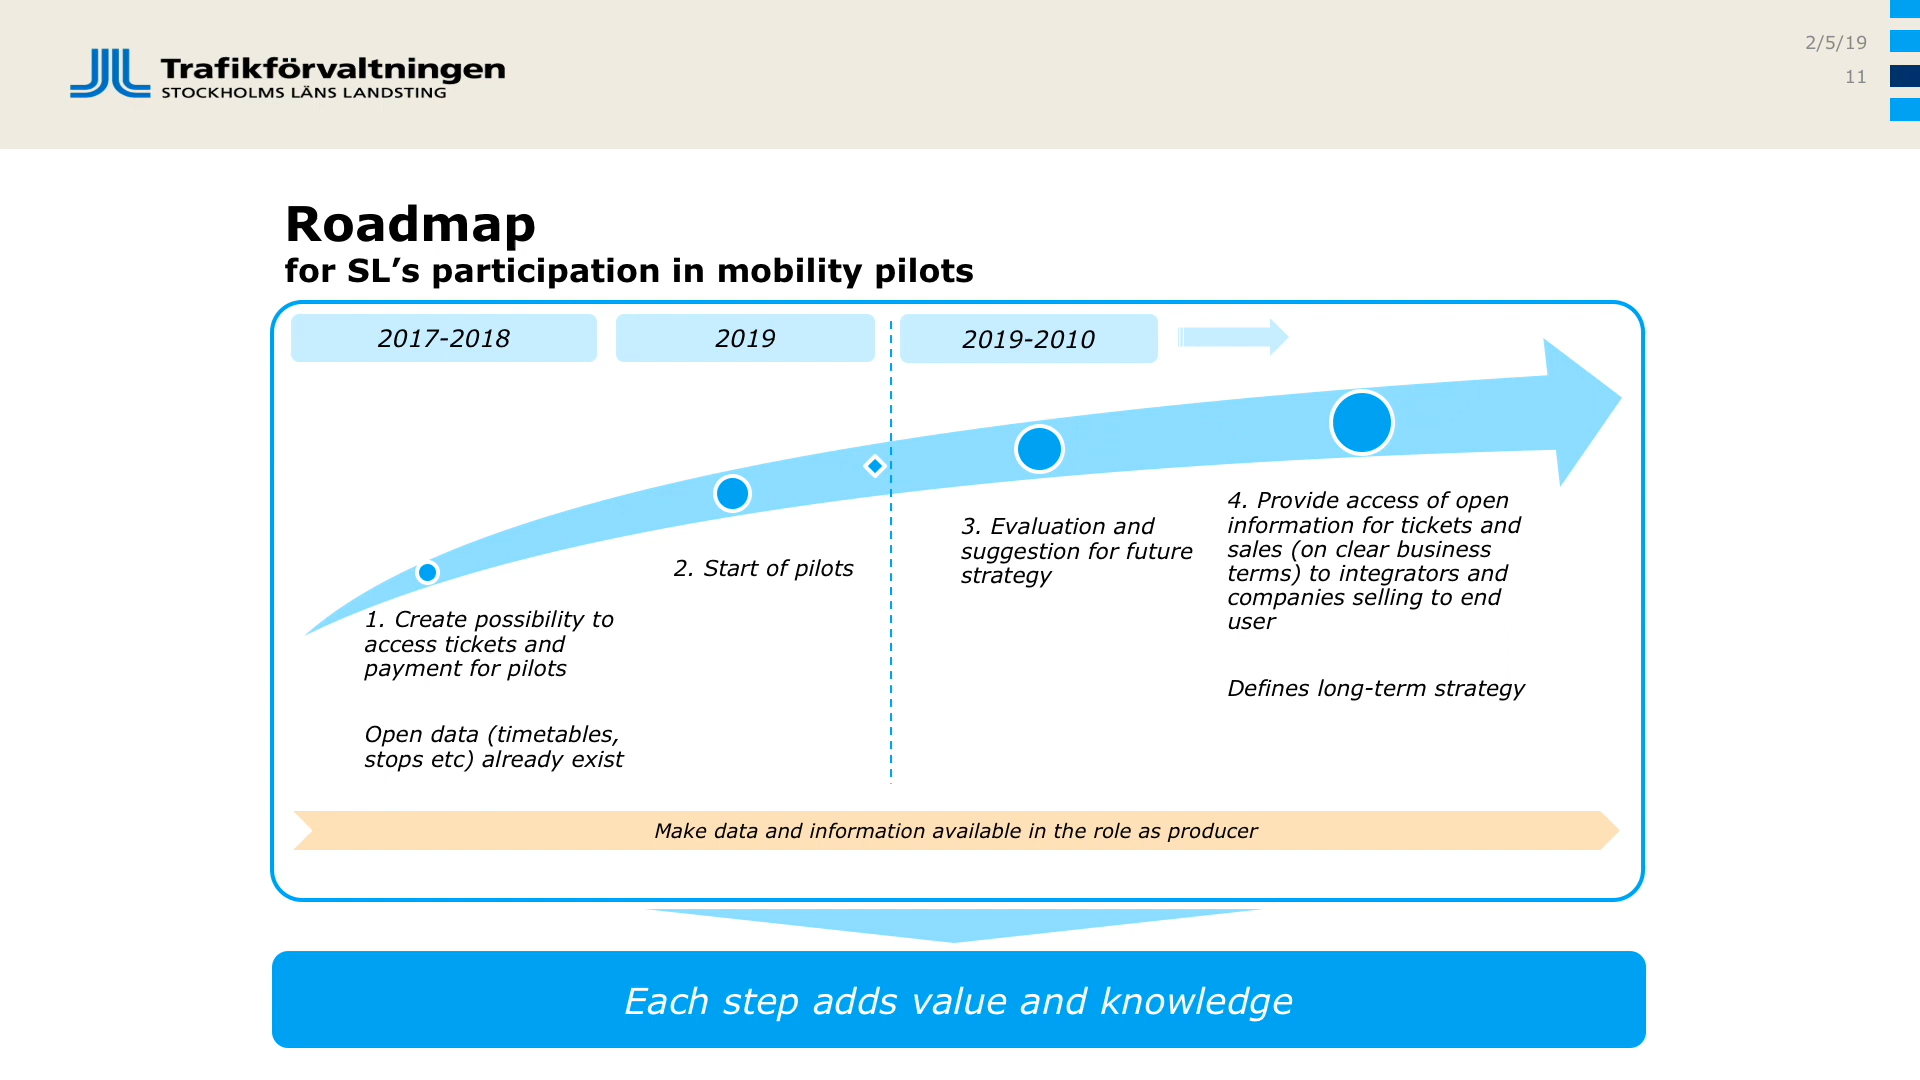 Trafikförvaltningen
STOCKHOLMS LÄNS LANDSTING
2/5/19
11
Roadmap
for SL’s participation in mobility pilots
2017-2018
2019
2019-2010
1. Create possibility to
access tickets and
payment for pilots
Open data (timetables,
stops etc) already exist
2. Start of pilots
3. Evaluation and
suggestion for future
strategy
4. Provide access of open
information for tickets and
sales (on clear business
terms) to integrators and
companies selling to end
user
Defines long-term strategy
Make data and information available in the role as producer
Each step adds value and knowledge